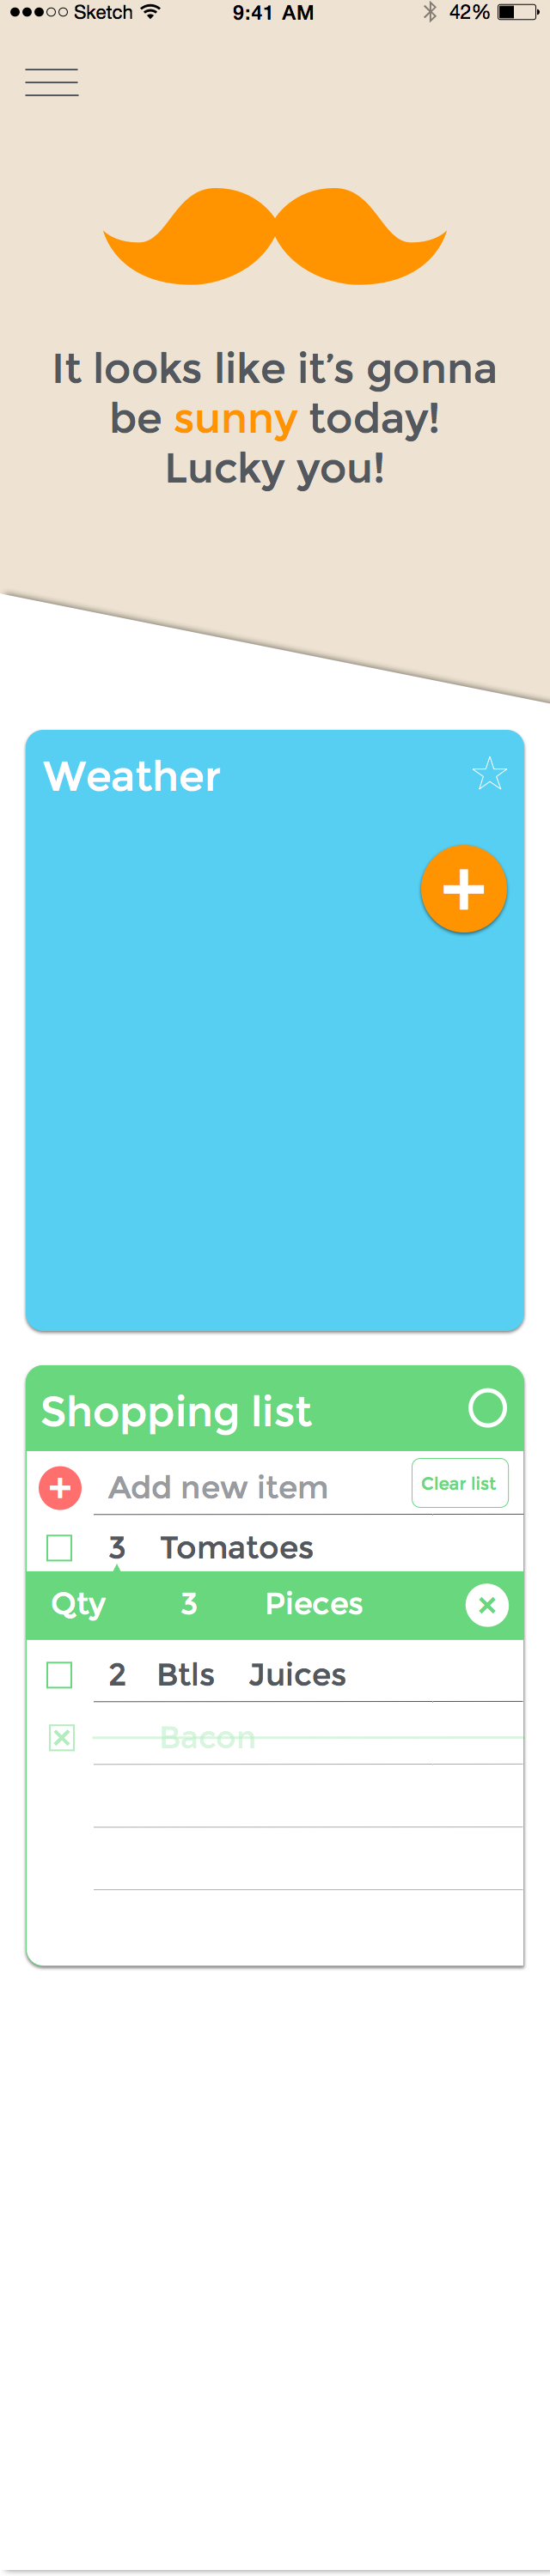 Sketch 9:41 AM 42%
It looks like it’s gonna
be sunny today!
Lucky you!
Weather
Shopping list
Add new item Clear list
3 Tomatoes
Qty 3 Pieces
2 Btls Juices
Bacon